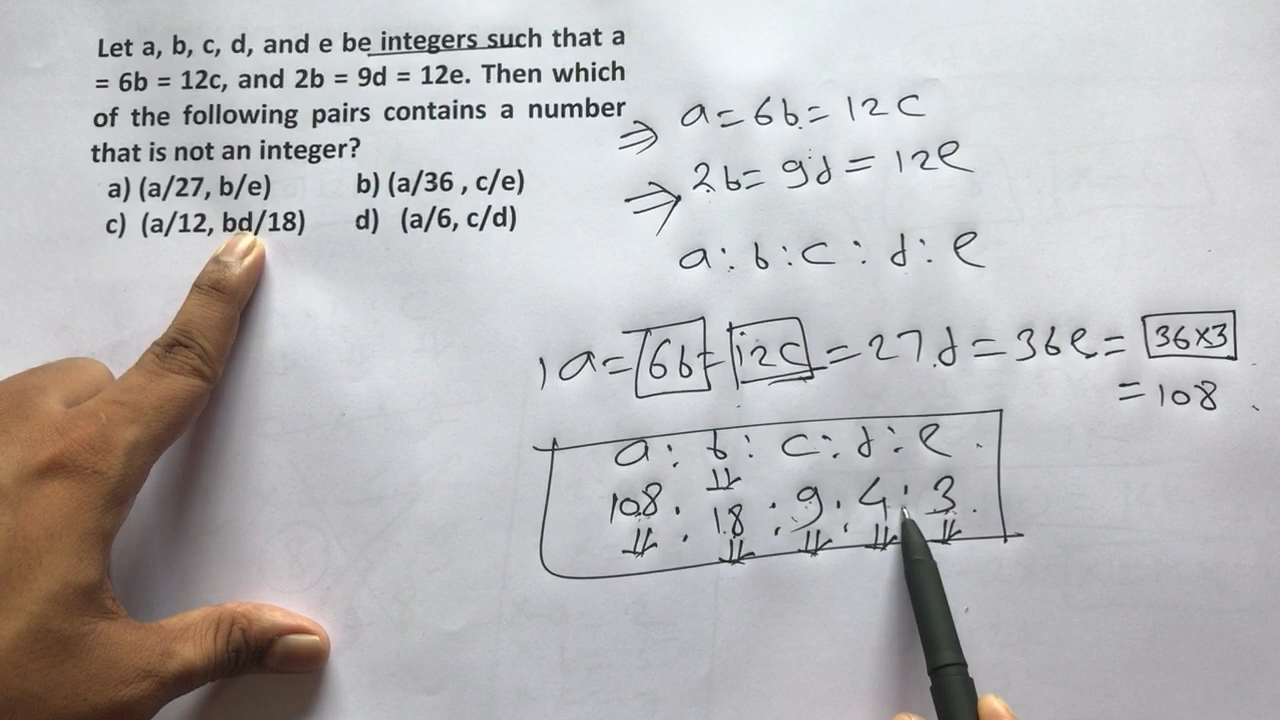 Let a, b, c, d, and e be integers such that a
= 6b = 12c, and 2b = 9d = 12e. Then which
of the following pairs contains a number
that is not an integer?
a) (a/27, b/e) b) (a/36 , c/e)
c) (a/12, bd/18) d) (a/6, c/d)
⇒ a = 6b = 12c
⇒ 2b = 9d = 12e
a : b : c : d : e
1a = 6b = 12c = 27d = 36e = 36×3
= 108
a : b : c : d : e
108 : 18 : 9 : 4 : 3